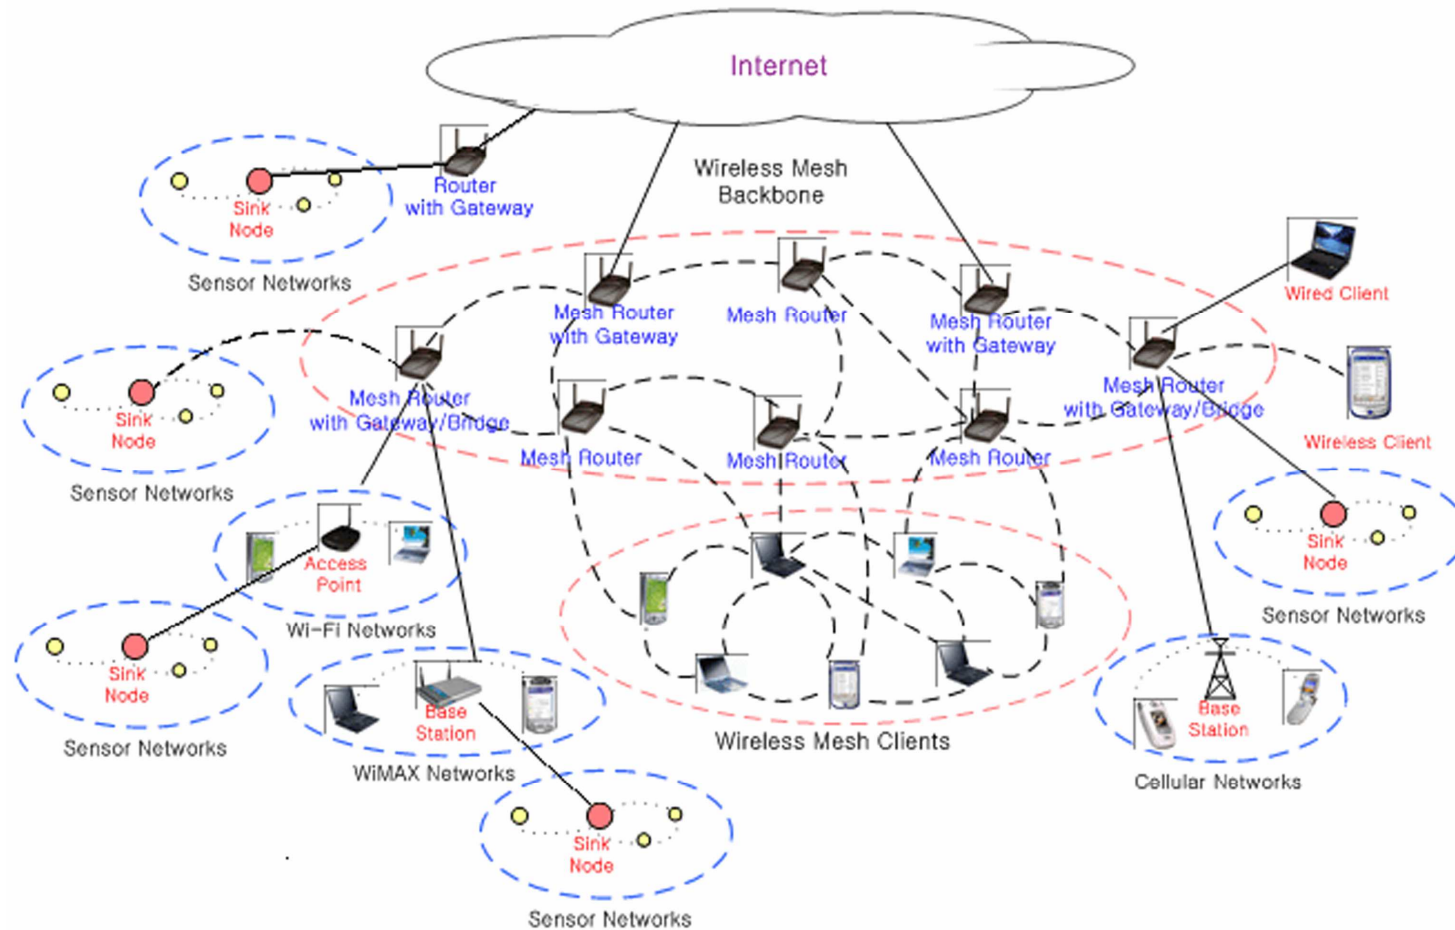 Internet
Wireless Mesh
Backbone
Router
with Gateway
Sink
Node
Sensor Networks
Wired Client
Mesh Router
with Gateway
Mesh Router
Mesh Router
with Gateway
Mesh Router
with Gateway/Bridge
Mesh Router
with Gateway/Bridge
Wireless Client
Sink
Node
Sensor Networks
Mesh Router
Mesh Router
Mesh Router
Access
Point
Wi-Fi Networks
Sink
Node
Sensor Networks
Sink
Node
Sensor Networks
Base
Station
WiMAX Networks
Wireless Mesh Clients
Base
Station
Cellular Networks
Sink
Node
Sensor Networks